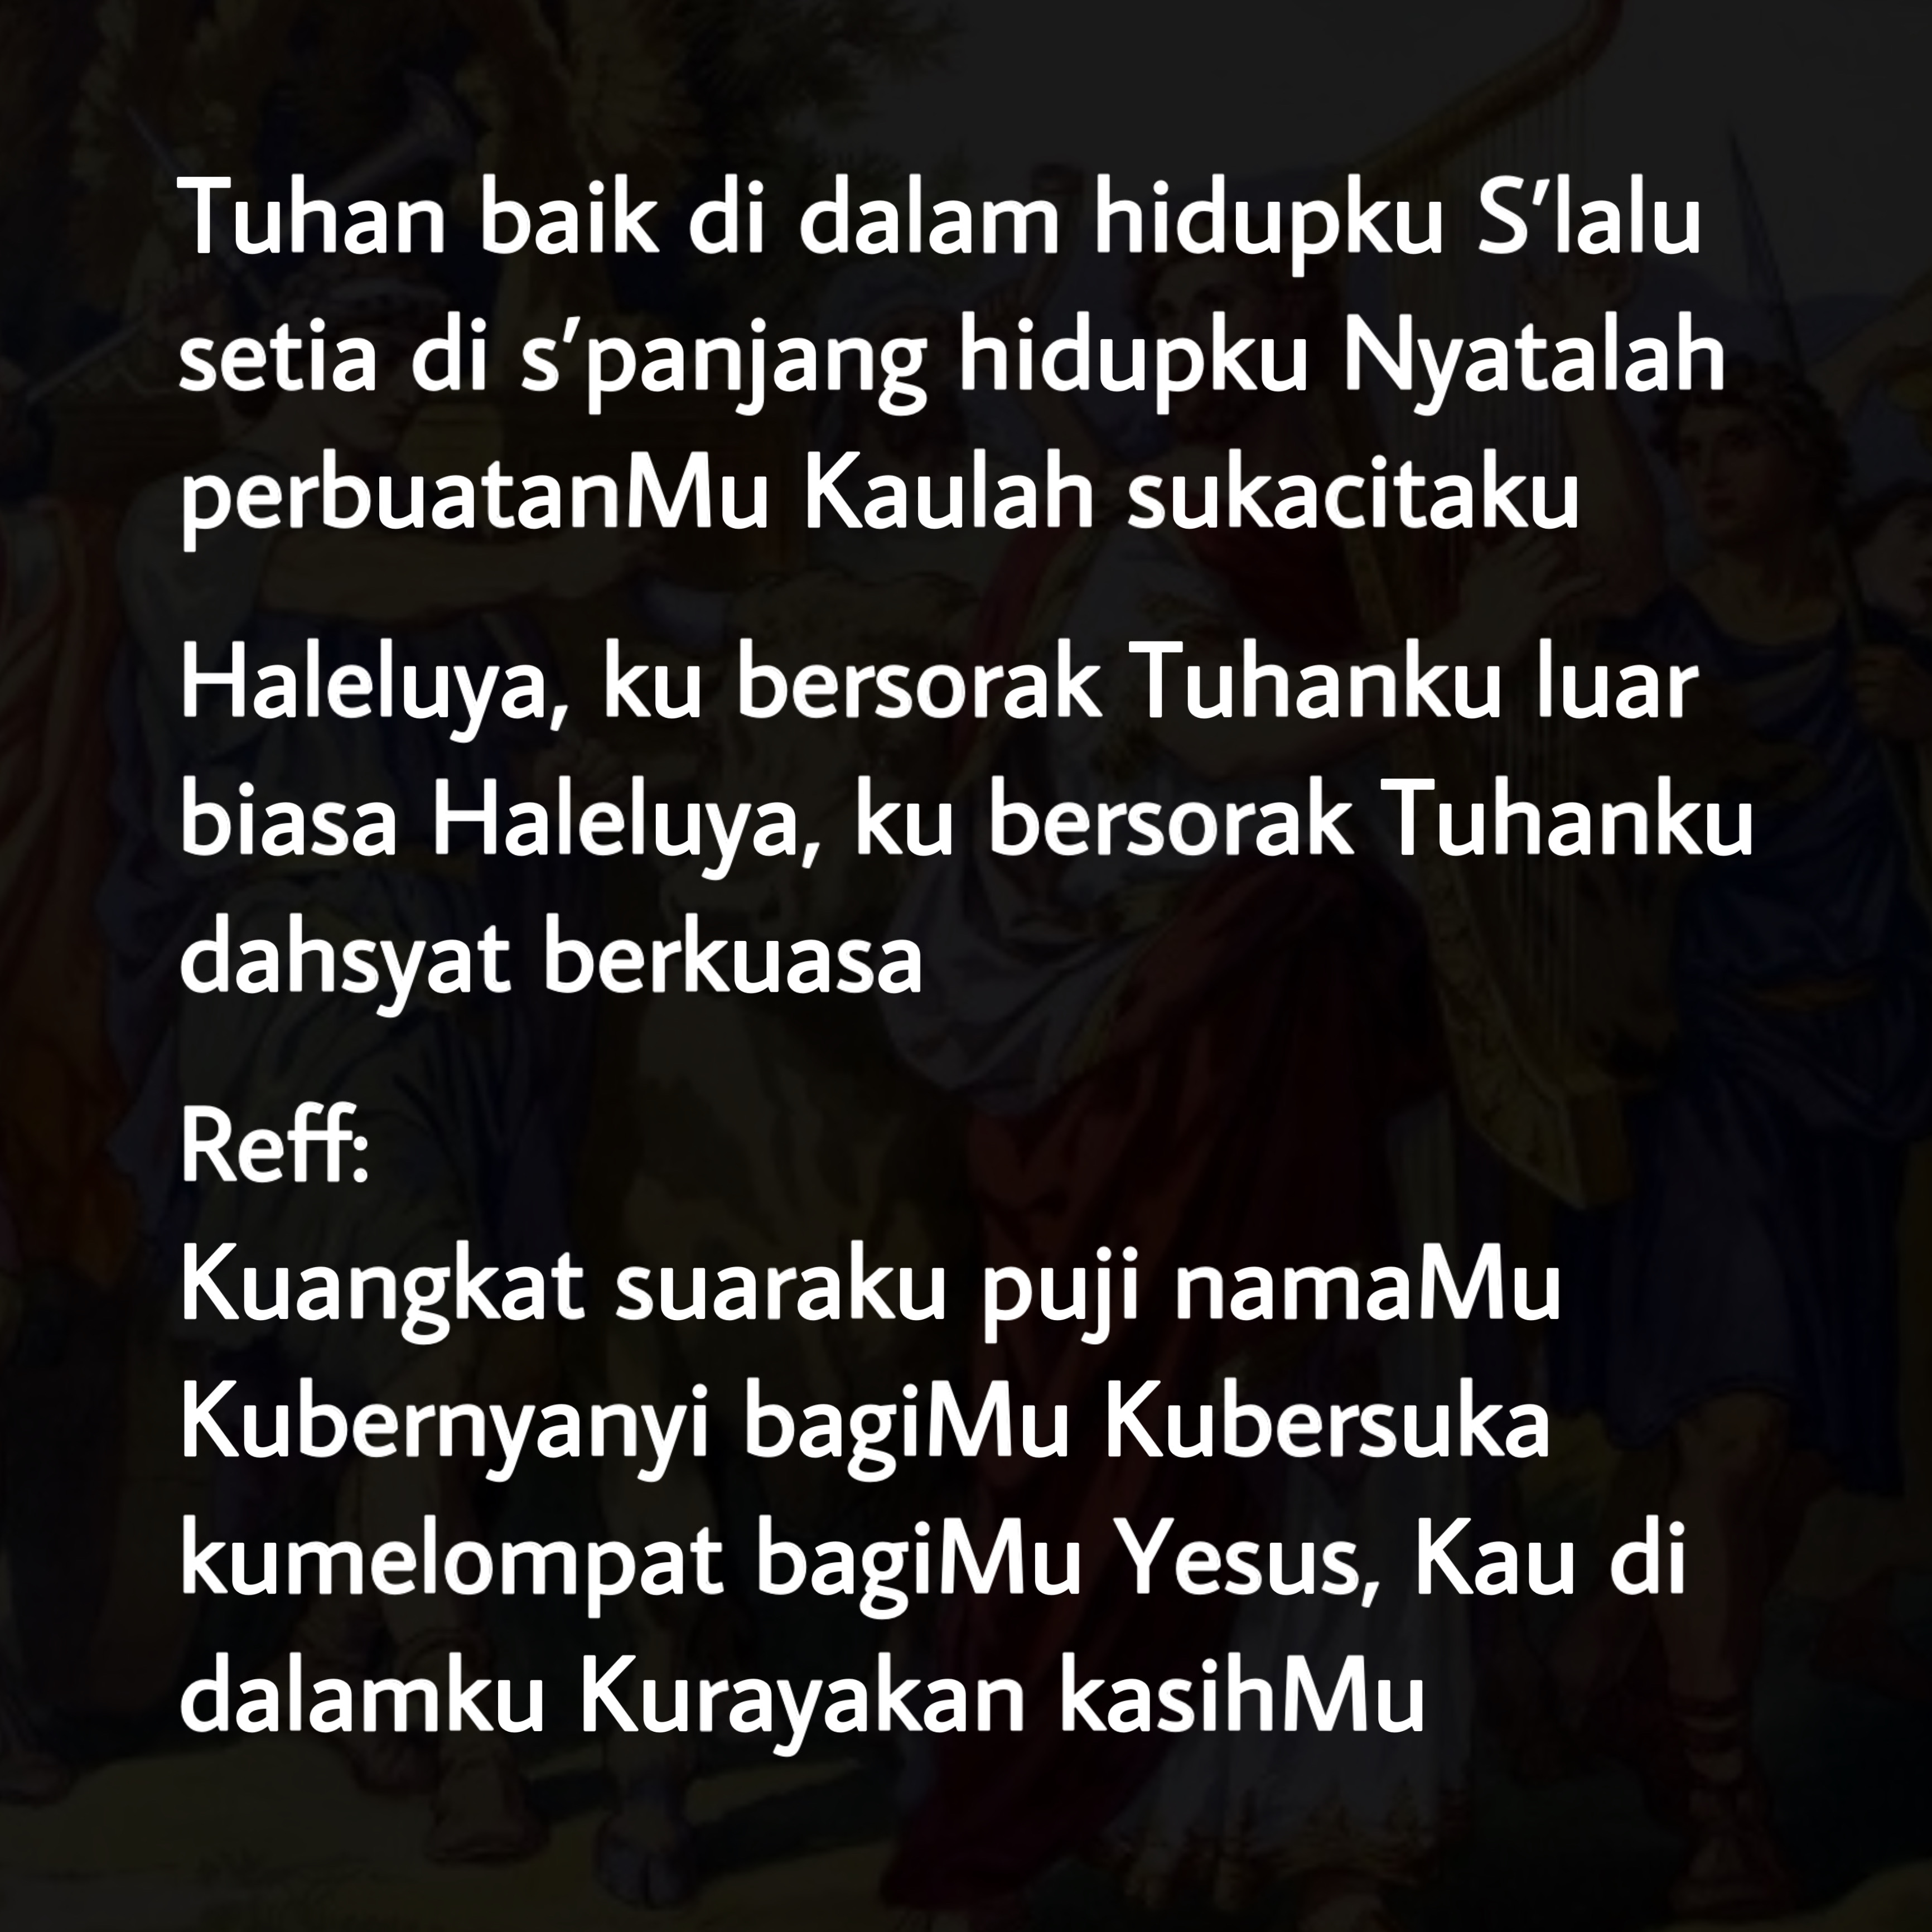 Tuhan baik di dalam hidupku S'lalu
setia di s'panjang hidupku Nyatalah
perbuatanMu Kaulah sukacitaku
Haleluya, ku bersorak Tuhanku luar
biasa Haleluya, ku bersorak Tuhanku
dahsyat berkuasa
Reff:
Kuangkat suaraku puji namaMu
Kubernyanyi bagiMu Kubersuka
kumelompat bagiMu Yesus, Kau di
dalamku Kurayakan kasihMu